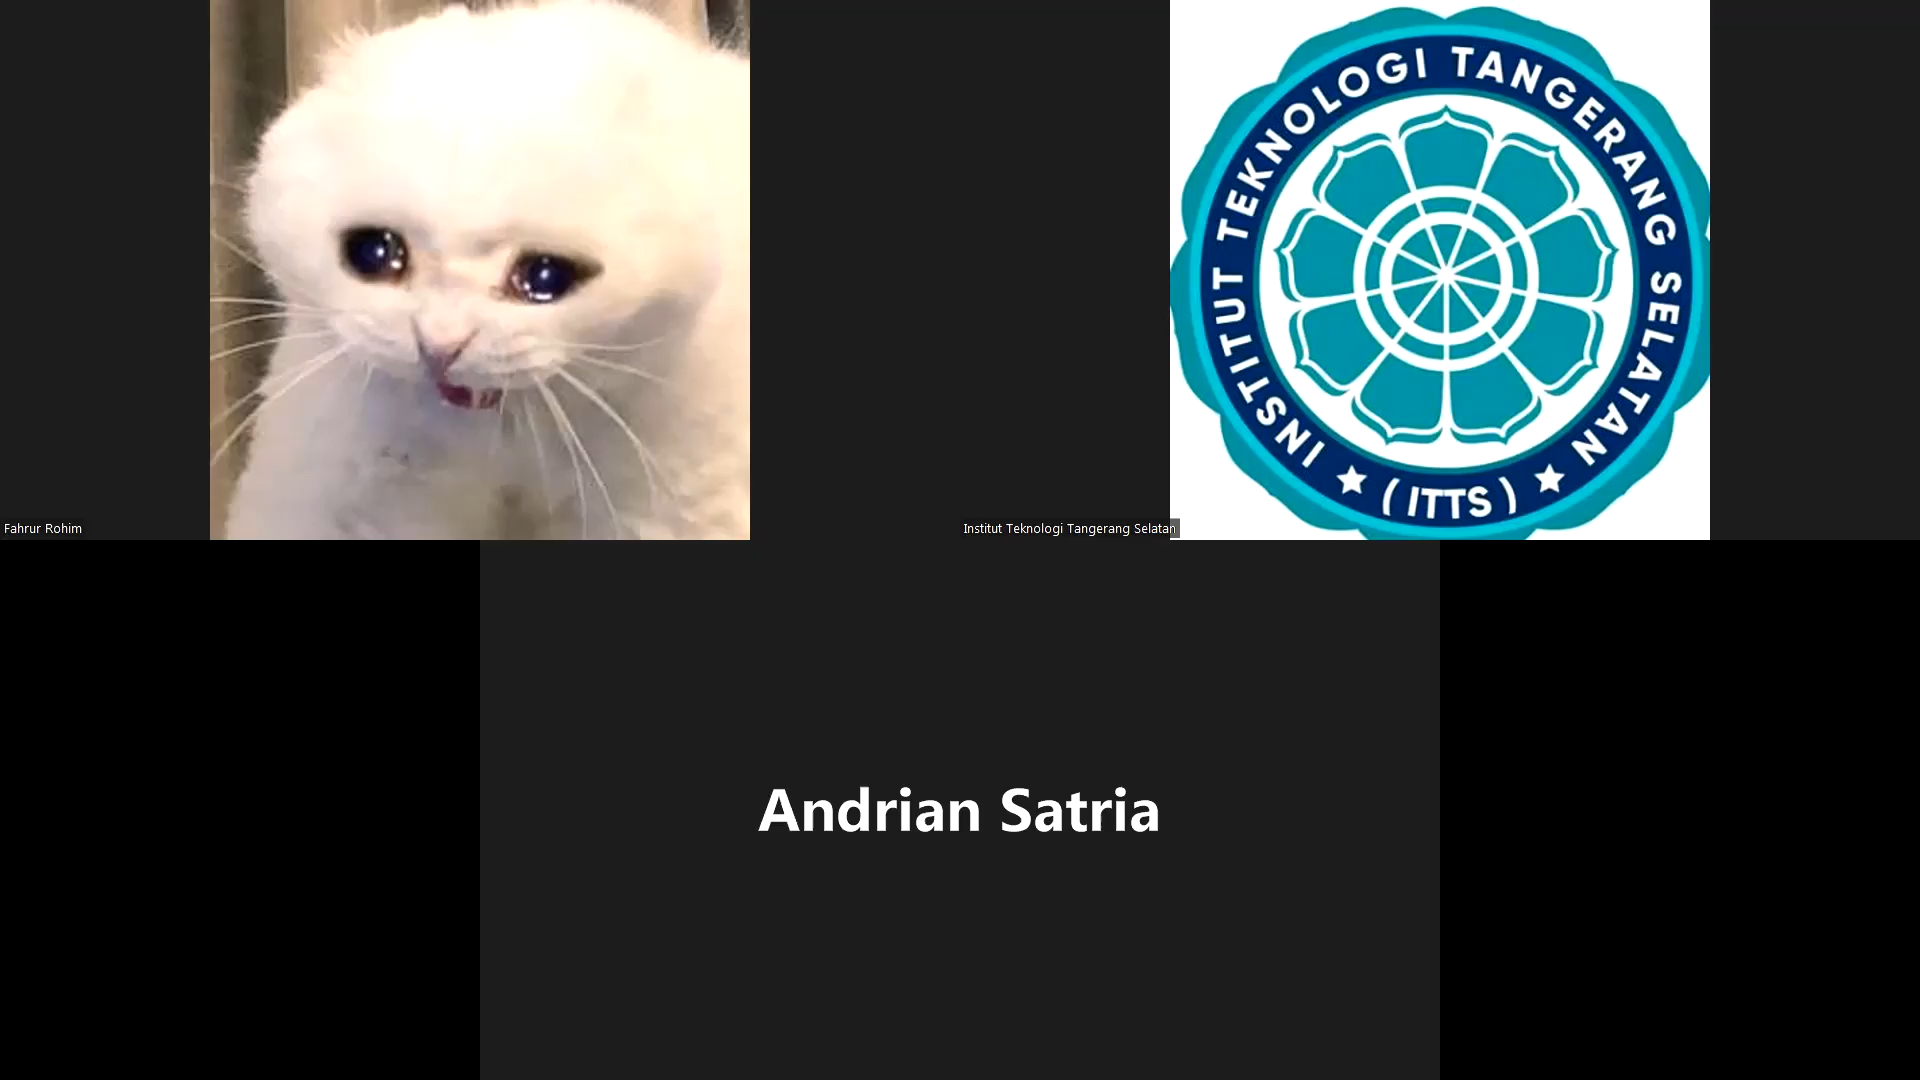 Fahrur Rohim
Institut Teknologi Tangerang Selatan
INSTITUT TEKNOLOGI TANGERANG SELATAN
(ITTS)
Andrian Satria